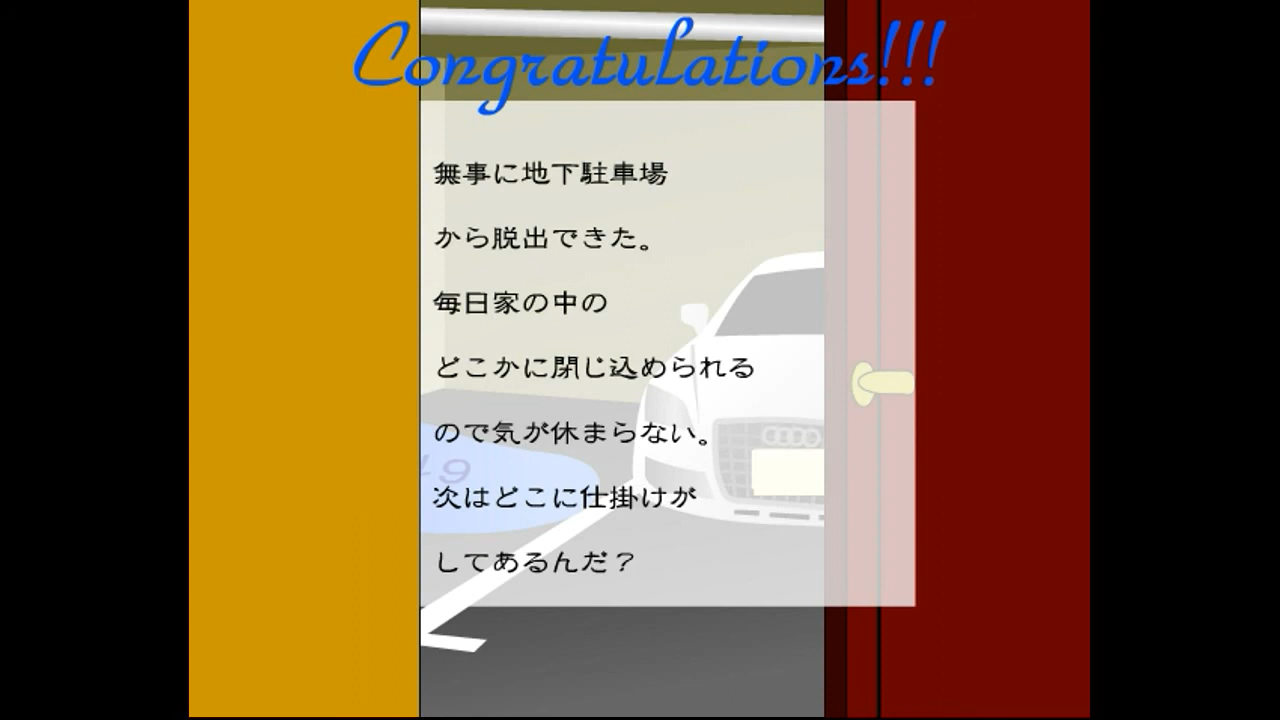 Congratulations!!!
無事に地下駐車場
から脱出できた。
毎日家の中の
どこかに閉じ込められる
ので気が休まらない。
次はどこに仕掛けが
してあるんだ？
49